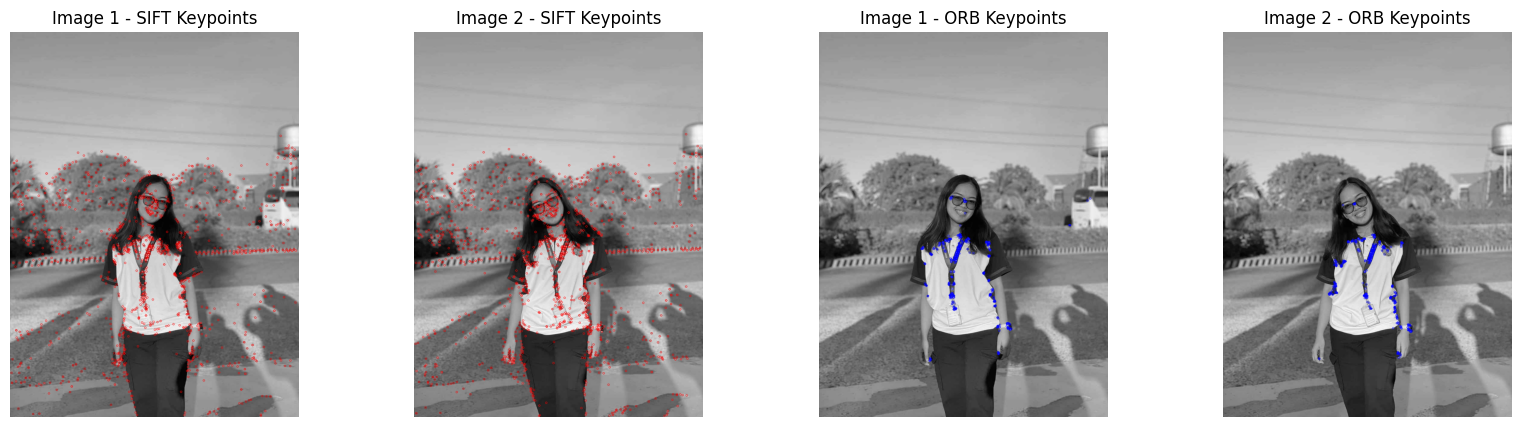 Image 1 - SIFT Keypoints
Image 2 - SIFT Keypoints
Image 1 - ORB Keypoints
Image 2 - ORB Keypoints